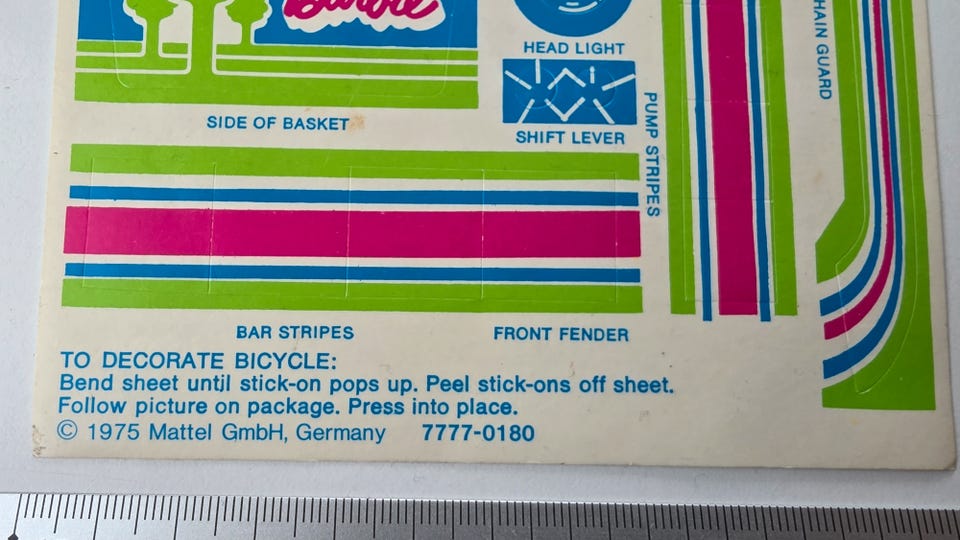 Barbie
HEAD LIGHT
SIDE OF BASKET
SHIFT LEVER
PUMP STRIPES
CHAIN GUARD
BAR STRIPES
FRONT FENDER
TO DECORATE BICYCLE:
Bend sheet until stick-on pops up. Peel stick-ons off sheet.
Follow picture on package. Press into place.
© 1975 Mattel GmbH, Germany 7777-0180